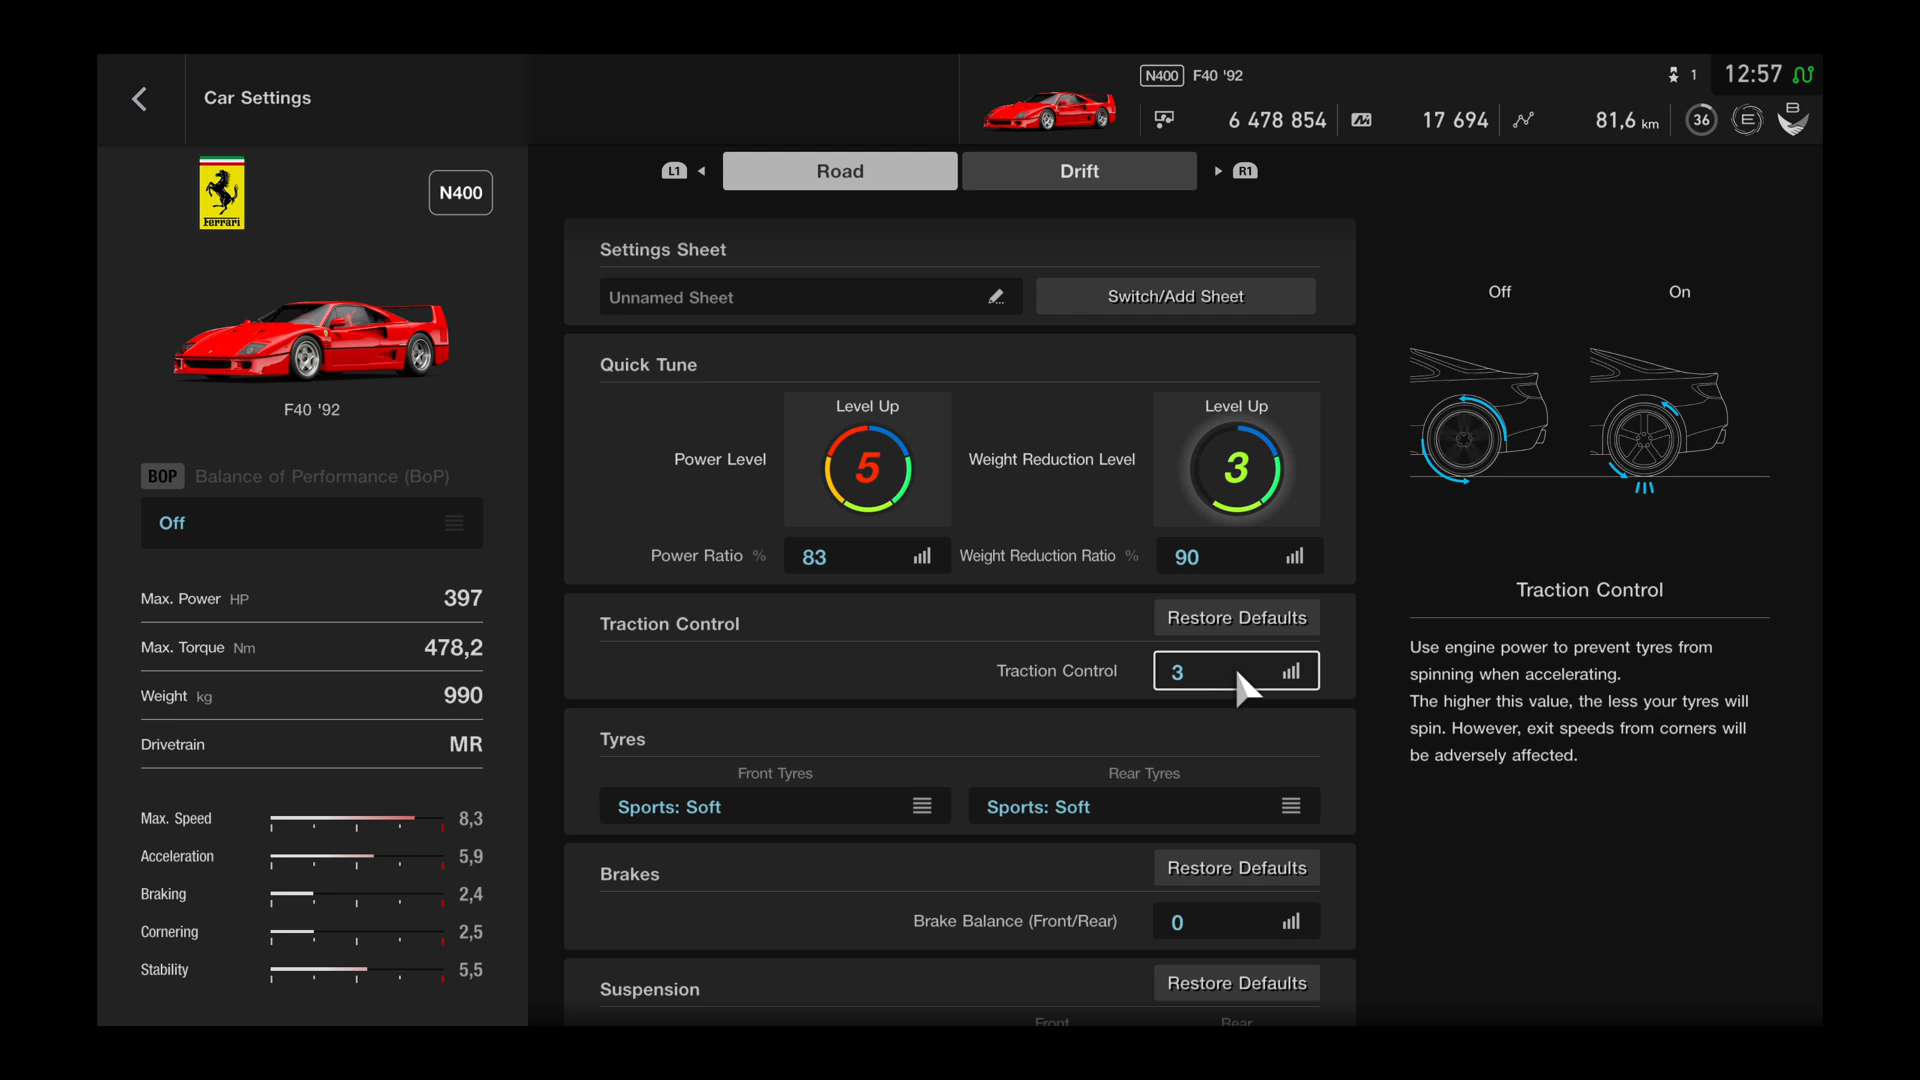 Car Settings
N400 F40 '92
1 12:57
6 478 854 17 694 81,6 km 36 E B
L1 Road Drift R1
Ferrari
N400
F40 '92
BOP Balance of Performance (BoP)
Off
Max. Power HP 397
Max. Torque Nm 478,2
Weight kg 990
Drivetrain MR
Max. Speed 8,3
Acceleration 5,9
Braking 2,4
Cornering 2,5
Stability 5,5
Settings Sheet
Unnamed Sheet Switch/Add Sheet
Quick Tune
Level Up Level Up
Power Level 5 Weight Reduction Level 3
Power Ratio % 83 Weight Reduction Ratio % 90
Traction Control Restore Defaults
Traction Control 3
Tyres
Front Tyres Rear Tyres
Sports: Soft Sports: Soft
Brakes Restore Defaults
Brake Balance (Front/Rear) 0
Suspension Restore Defaults
Front Rear
Off On
Traction Control
Use engine power to prevent tyres from
spinning when accelerating.
The higher this value, the less your tyres will
spin. However, exit speeds from corners will
be adversely affected.